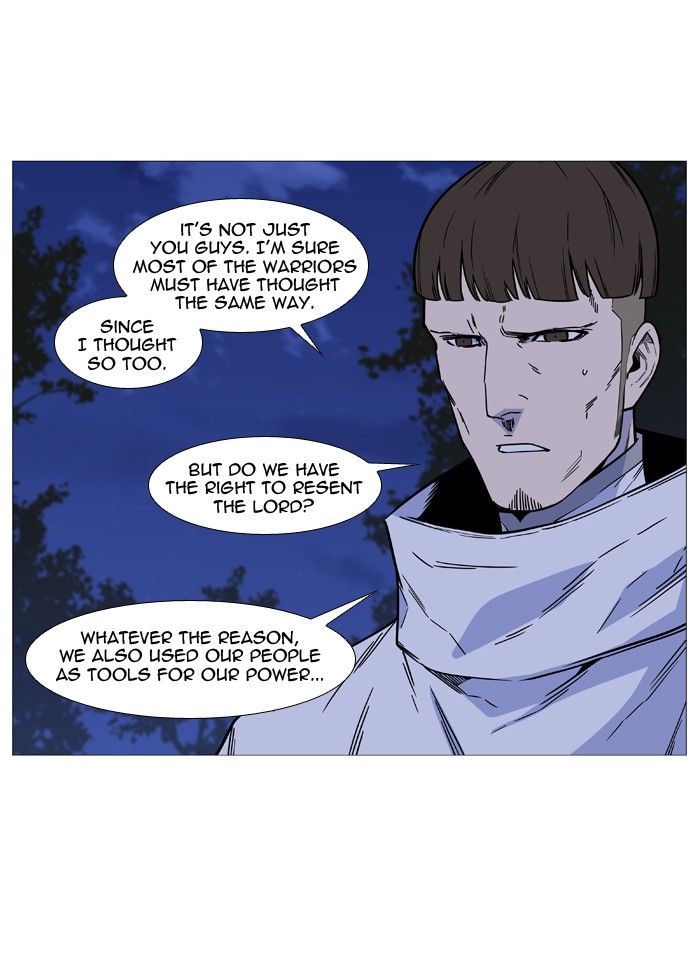 IT'S NOT JUST
YOU GUYS. I'M SURE
MOST OF THE WARRIORS
MUST HAVE THOUGHT
THE SAME WAY.
SINCE
I THOUGHT
SO TOO.
BUT DO WE HAVE
THE RIGHT TO RESENT
THE LORD?
WHATEVER THE REASON,
WE ALSO USED OUR PEOPLE
AS TOOLS FOR OUR POWER...